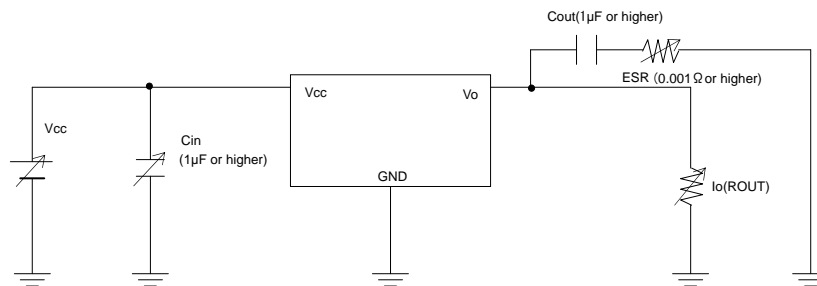 Cout(1µF or higher)
ESR (0.001Ω or higher)
Vcc
Vo
Vcc
Cin
(1µF or higher)
GND
Io(ROUT)